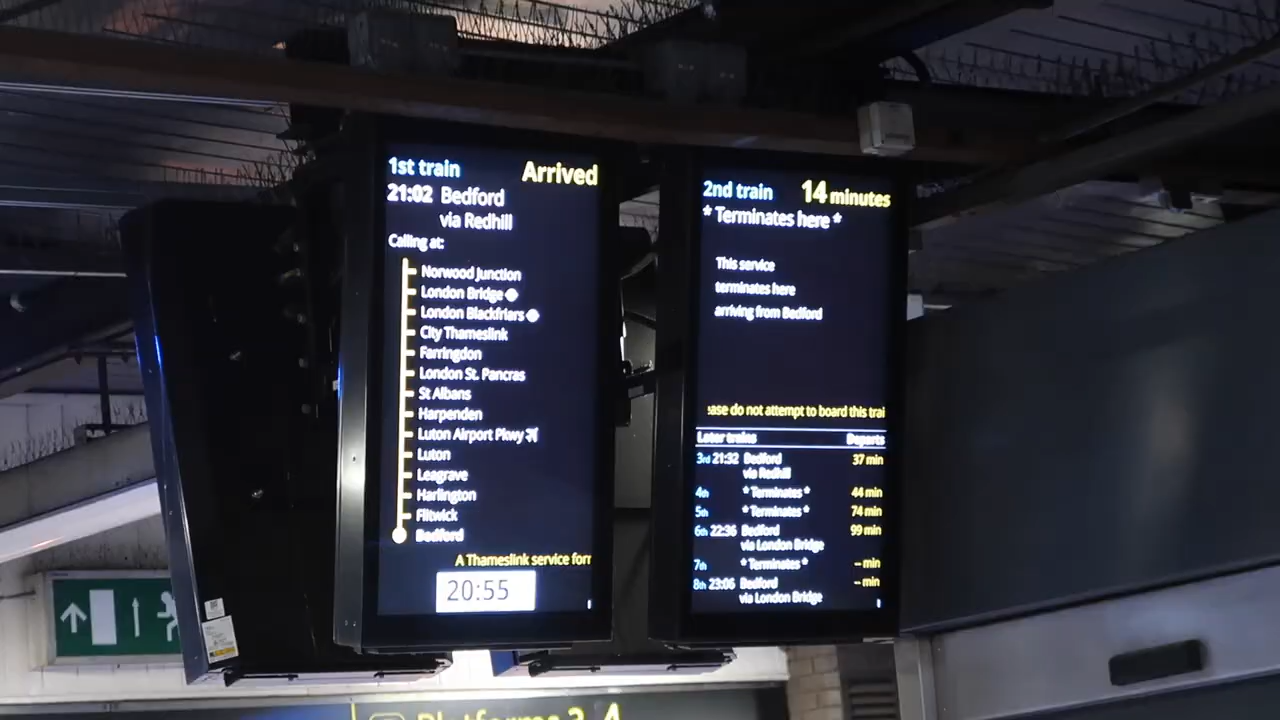 1st train Arrived
21:02 Bedford
via Redhill
Calling at:
Norwood Junction
London Bridge
London Blackfriars
City Thameslink
Farringdon
London St. Pancras
St Albans
Harpenden
Luton Airport Pkwy
Luton
Leagrave
Harlington
Flitwick
Bedford
A Thameslink service for
20:55
2nd train 14 minutes
* Terminates here *
This service
terminates here
arriving from Bedford
ease do not attempt to board this trai
Later trains Departs
3rd 21:32 Bedford 37 min
via Redhill
4th * Terminates * 44 min
5th * Terminates * 74 min
6th 22:36 Bedford 99 min
via London Bridge
7th * Terminates * -- min
8th 23:06 Bedford -- min
via London Bridge
Platforms 3, 4